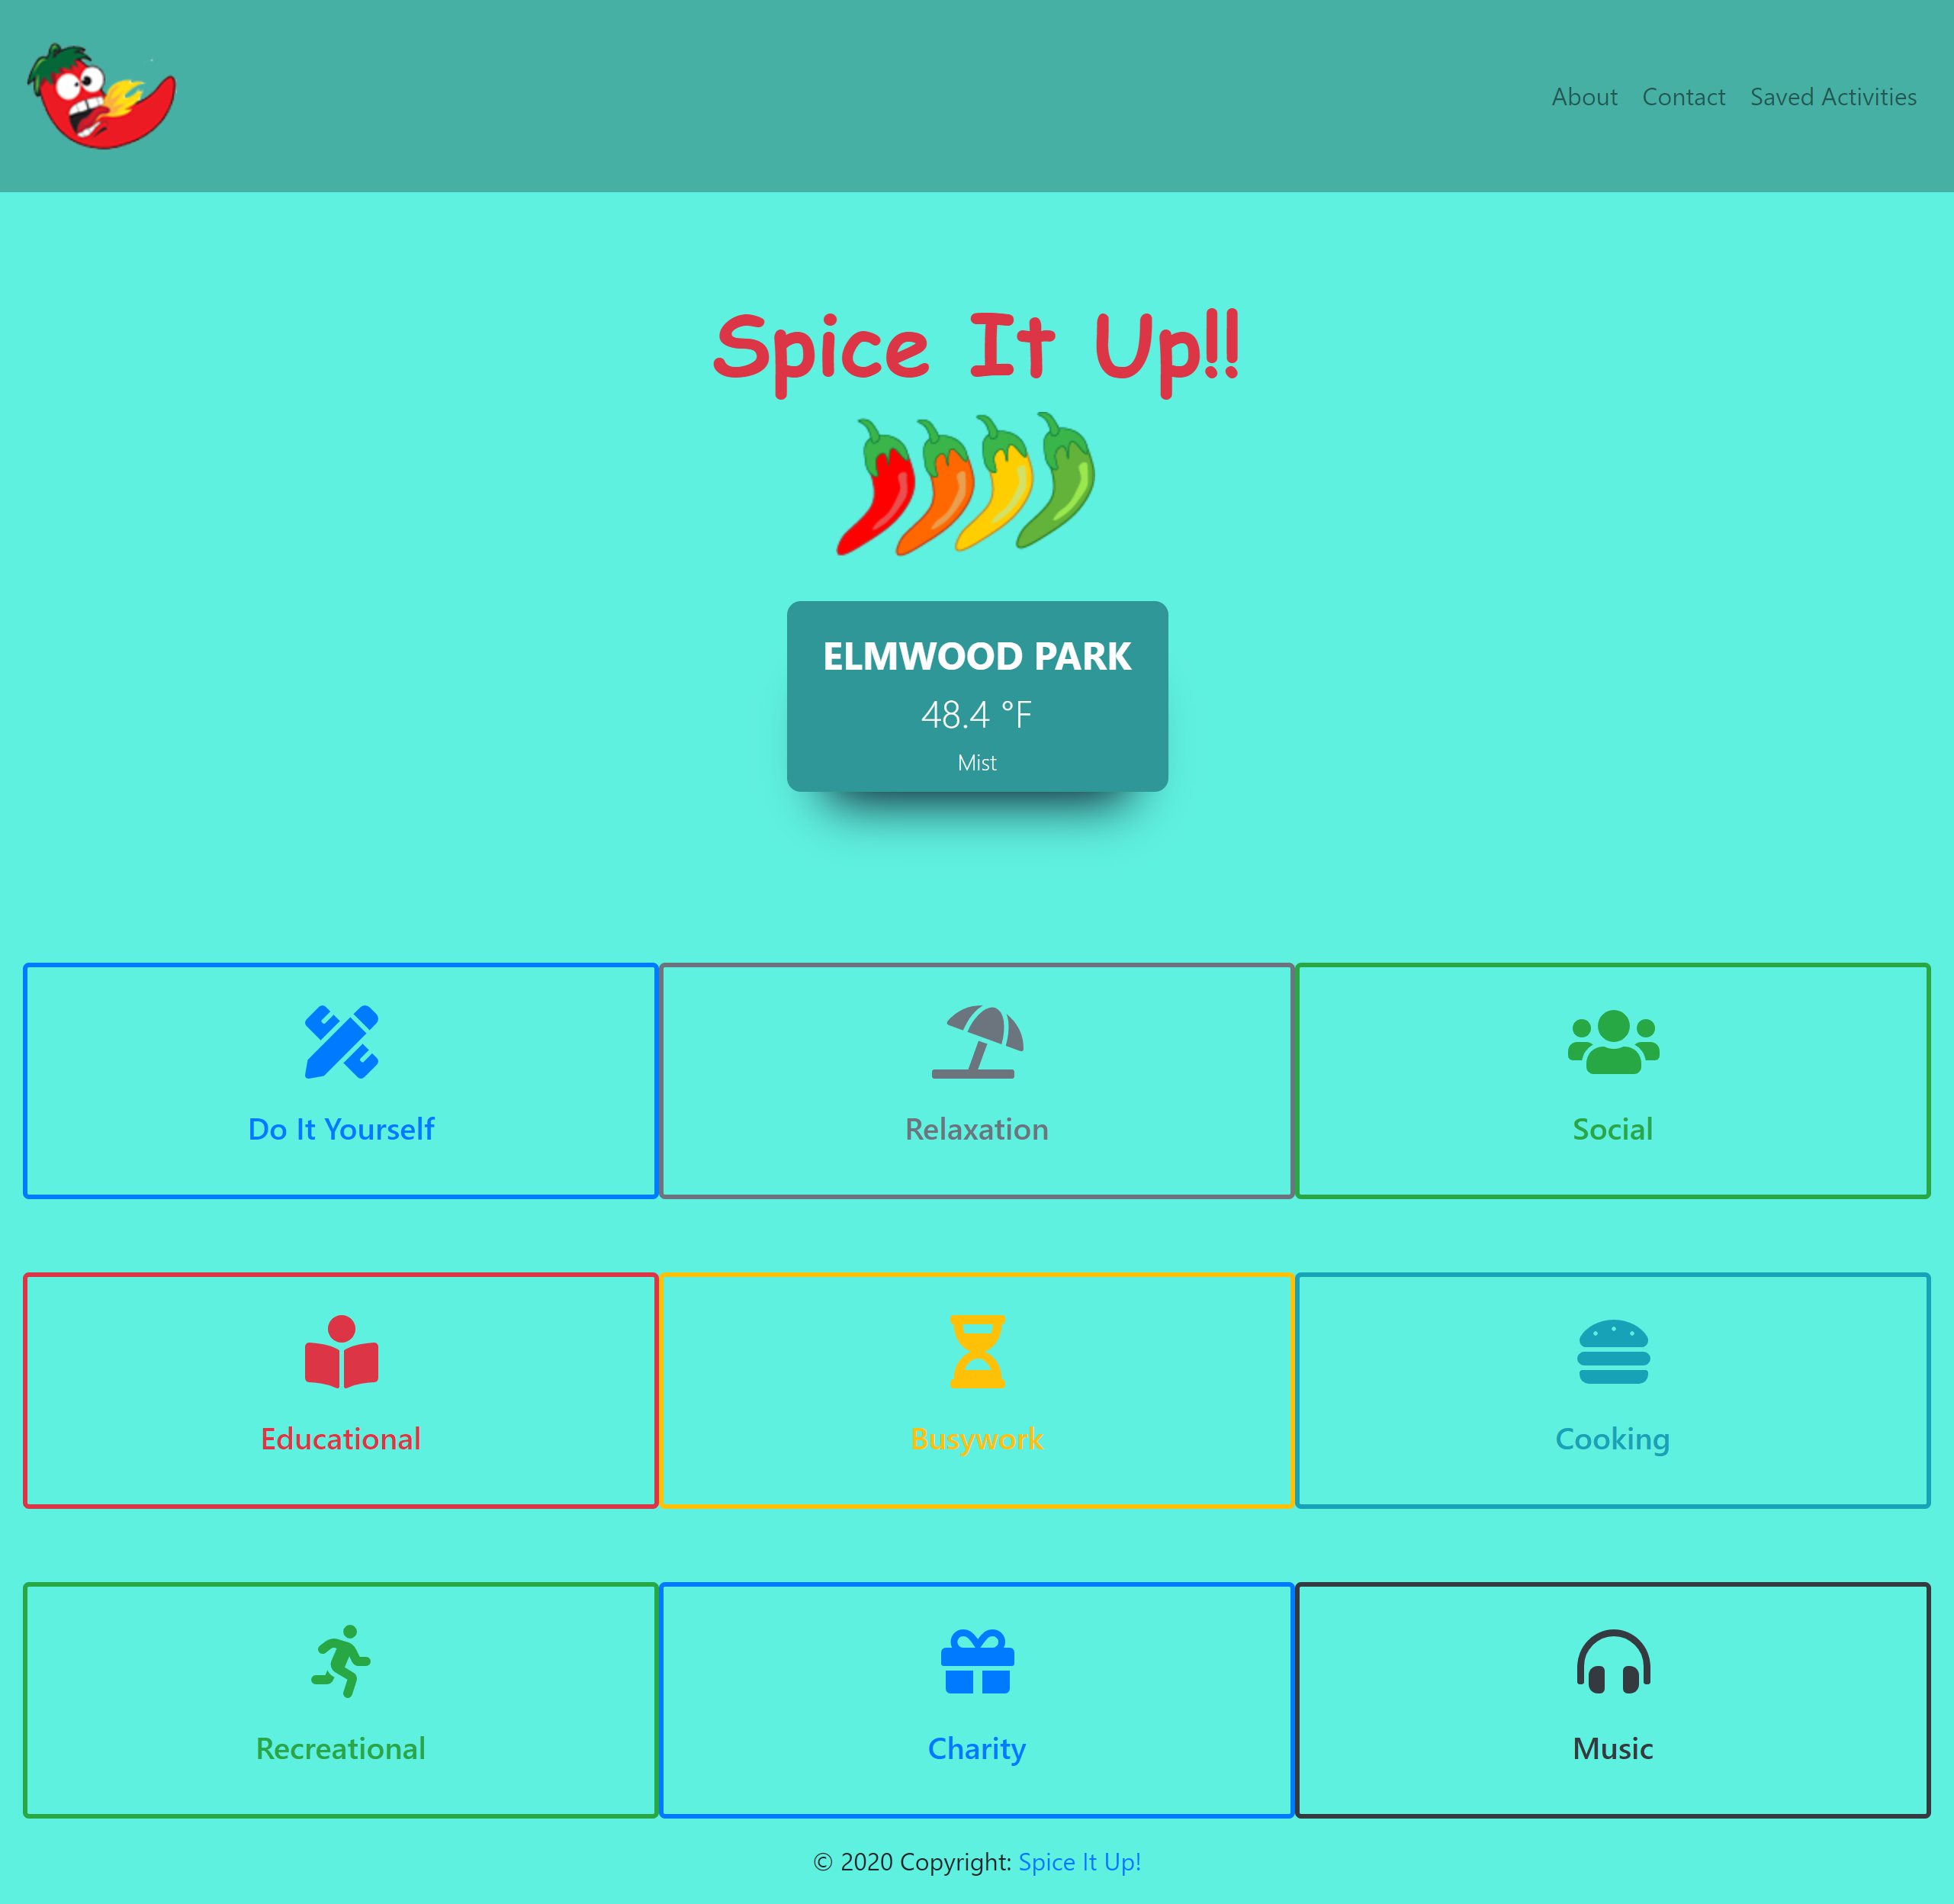 About Contact Saved Activities
Spice It Up!!
ELMWOOD PARK
48.4 °F
Mist
Do It Yourself
Relaxation
Social
Educational
Busywork
Cooking
Recreational
Charity
Music
© 2020 Copyright: Spice It Up!